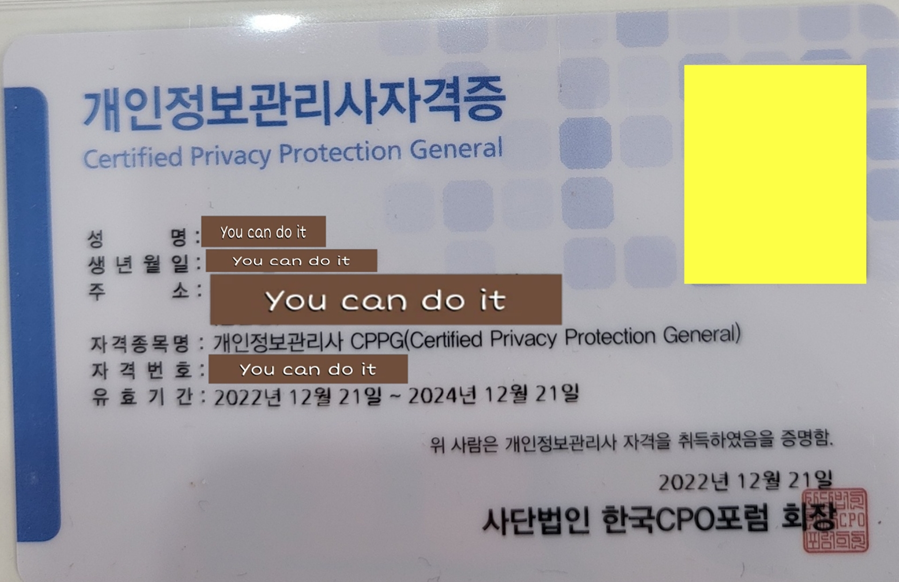 개인정보관리사자격증
Certified Privacy Protection General
성 명 : You can do it
생 년 월 일 : You can do it
주 소 : You can do it
자격종목명 : 개인정보관리사 CPPG(Certified Privacy Protection General)
자 격 번 호 : You can do it
유 효 기 간 : 2022년 12월 21일 ~ 2024년 12월 21일
위 사람은 개인정보관리사 자격을 취득하였음을 증명함.
2022년 12월 21일
사단법인 한국CPO포럼 회장